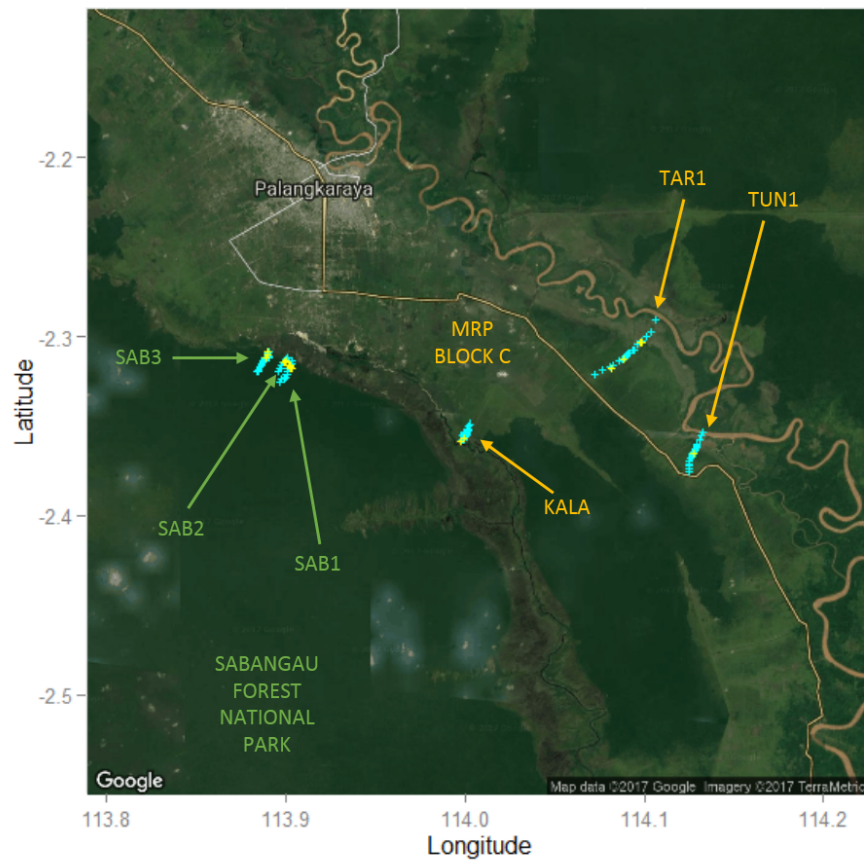 -2.2
Palangkaraya
TAR1
TUN1
-2.3
MRP
BLOCK C
SAB3
Latitude
-2.4
SAB2
KALA
SAB1
SABANGAU
FOREST
NATIONAL
PARK
-2.5
Google
Map data ©2017 Google Imagery ©2017 TerraMetric
113.8
113.9
114.0
114.1
114.2
Longitude